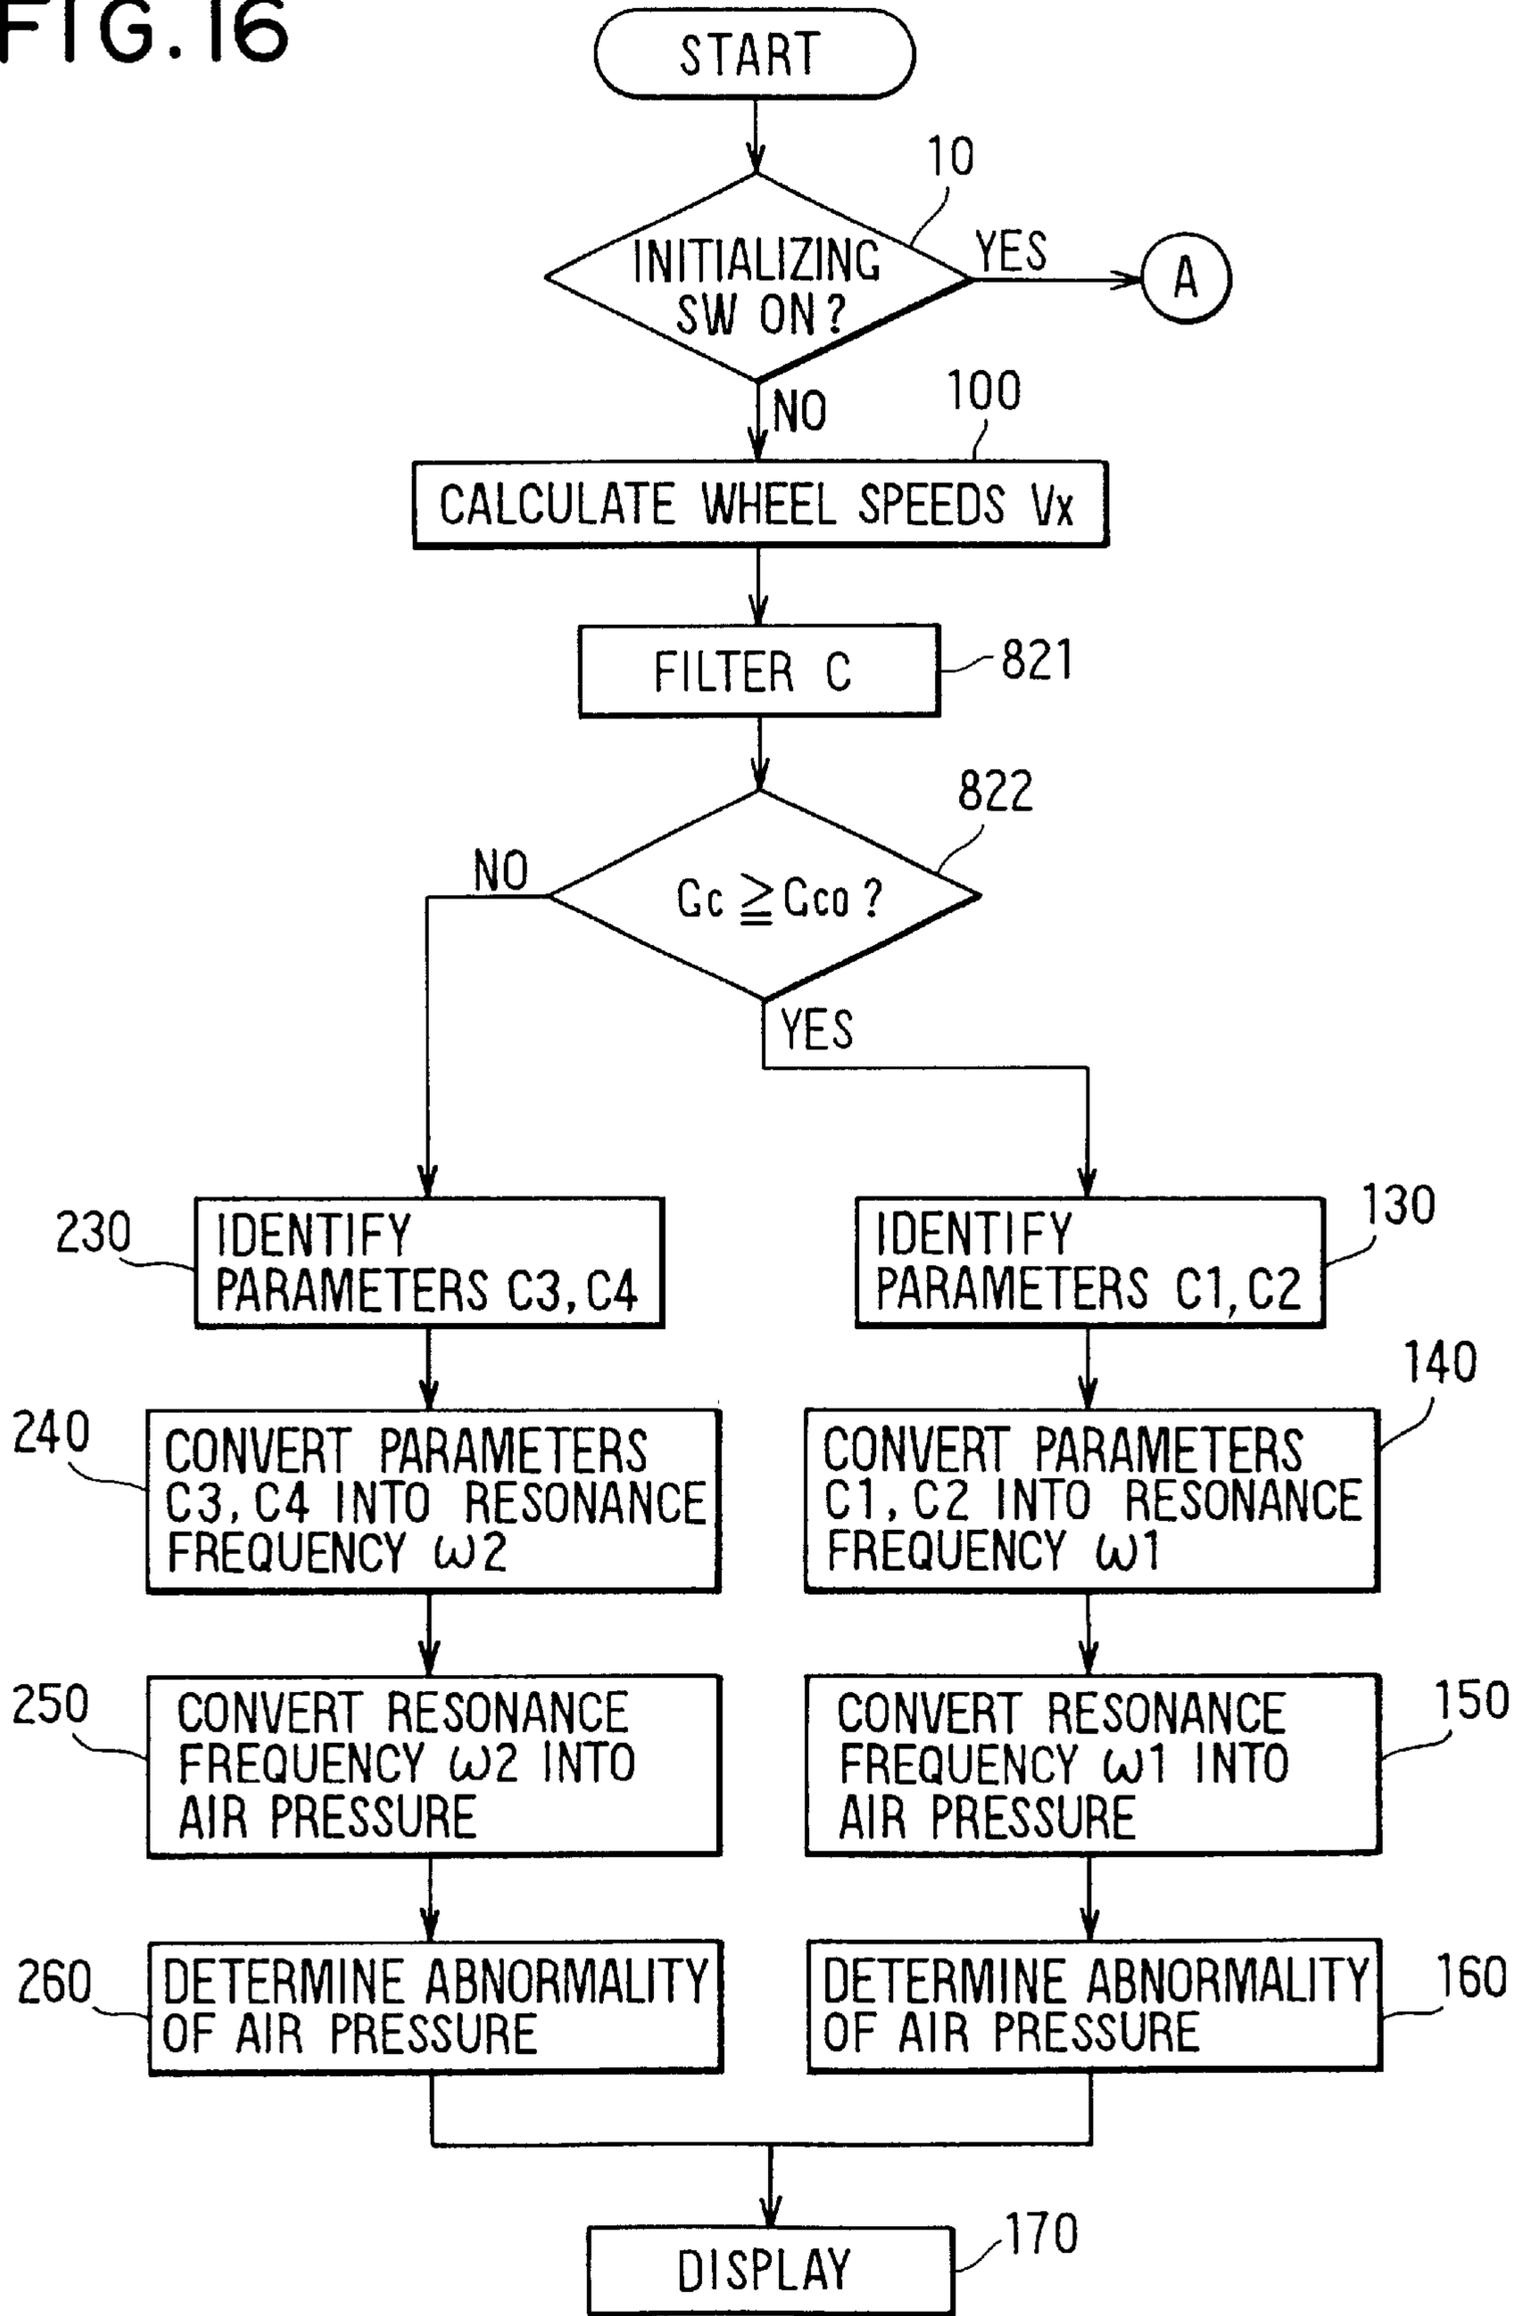 FIG. 16
START
10
INITIALIZING
SW ON?
YES
A
NO
100
CALCULATE WHEEL SPEEDS Vx
FILTER C
821
822
NO
Gc ≧ Gco ?
YES
230
IDENTIFY
PARAMETERS C3, C4
130
IDENTIFY
PARAMETERS C1, C2
240
CONVERT PARAMETERS
C3, C4 INTO RESONANCE
FREQUENCY ω2
140
CONVERT PARAMETERS
C1, C2 INTO RESONANCE
FREQUENCY ω1
250
CONVERT RESONANCE
FREQUENCY ω2 INTO
AIR PRESSURE
150
CONVERT RESONANCE
FREQUENCY ω1 INTO
AIR PRESSURE
260
DETERMINE ABNORMALITY
OF AIR PRESSURE
160
DETERMINE ABNORMALITY
OF AIR PRESSURE
170
DISPLAY